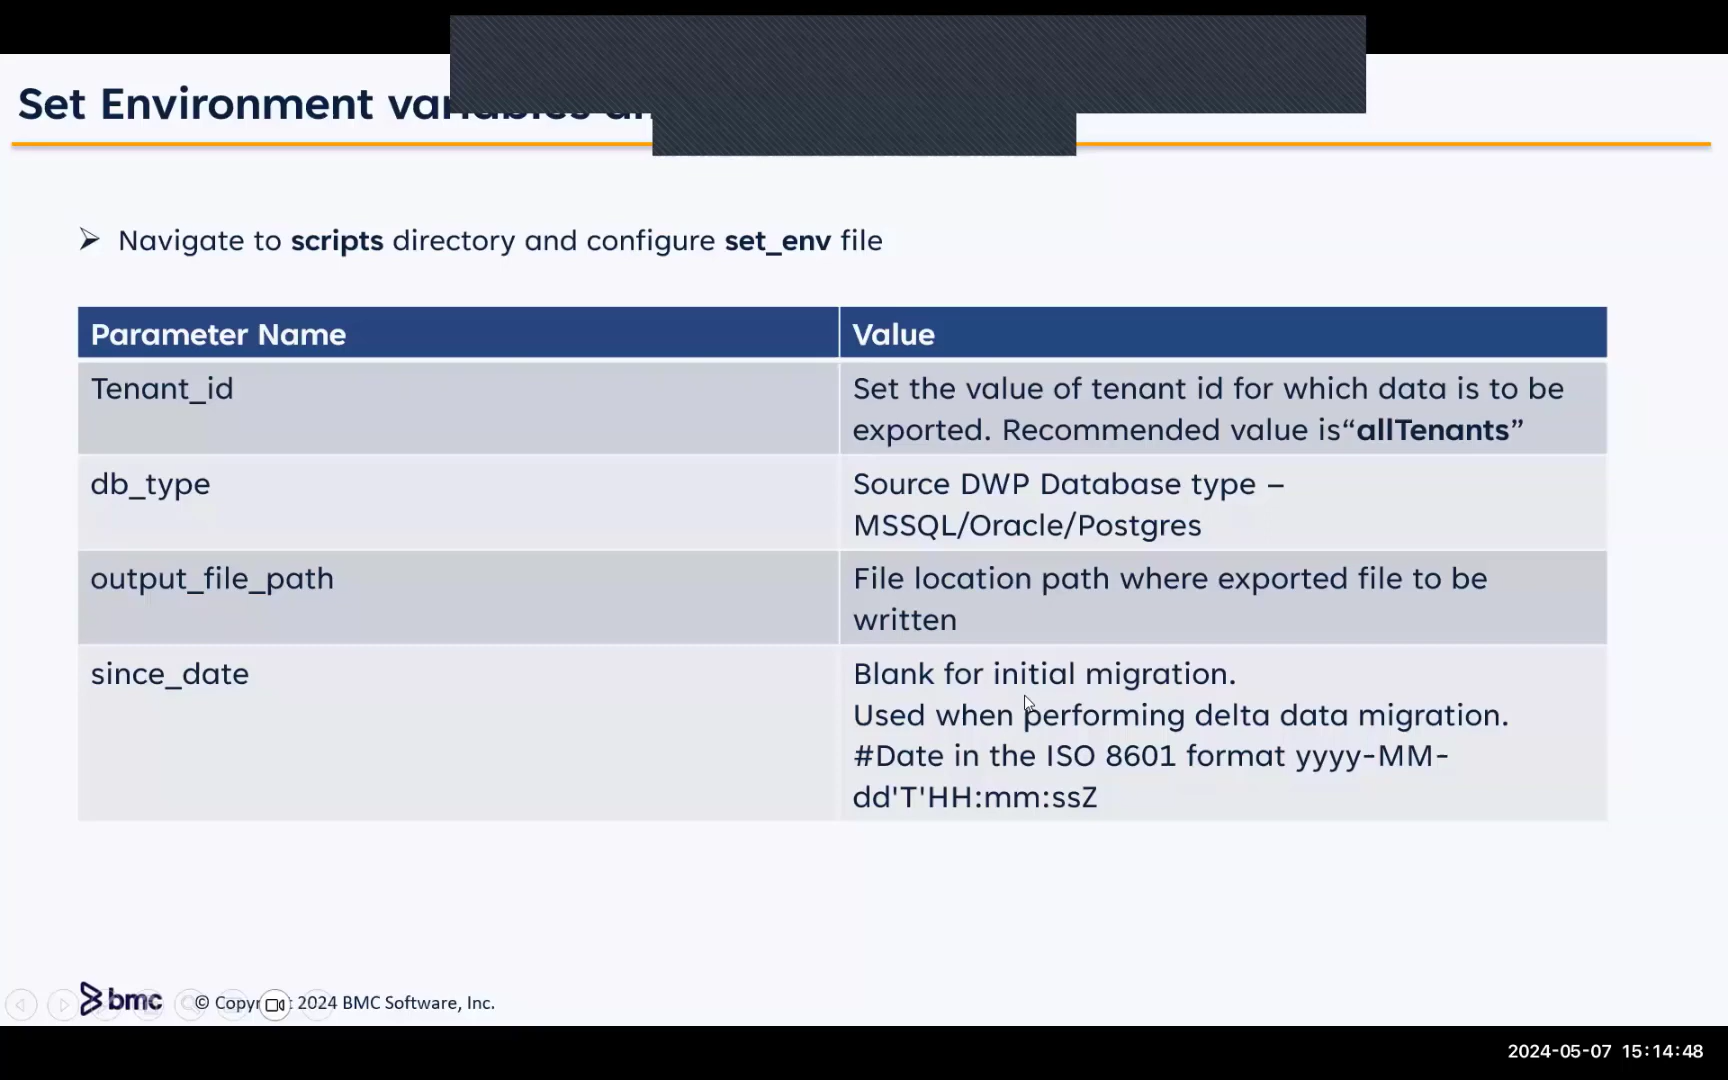 Set Environment variables
Navigate to scripts directory and configure set_env file
Parameter Name
Value
Tenant_id
Set the value of tenant id for which data is to be
exported. Recommended value is“allTenants”
db_type
Source DWP Database type –
MSSQL/Oracle/Postgres
output_file_path
File location path where exported file to be
written
since_date
Blank for initial migration.
Used when performing delta data migration.
#Date in the ISO 8601 format yyyy-MM-
dd'T'HH:mm:ssZ
bmc
© Copyright 2024 BMC Software, Inc.
2024-05-07 15:14:48